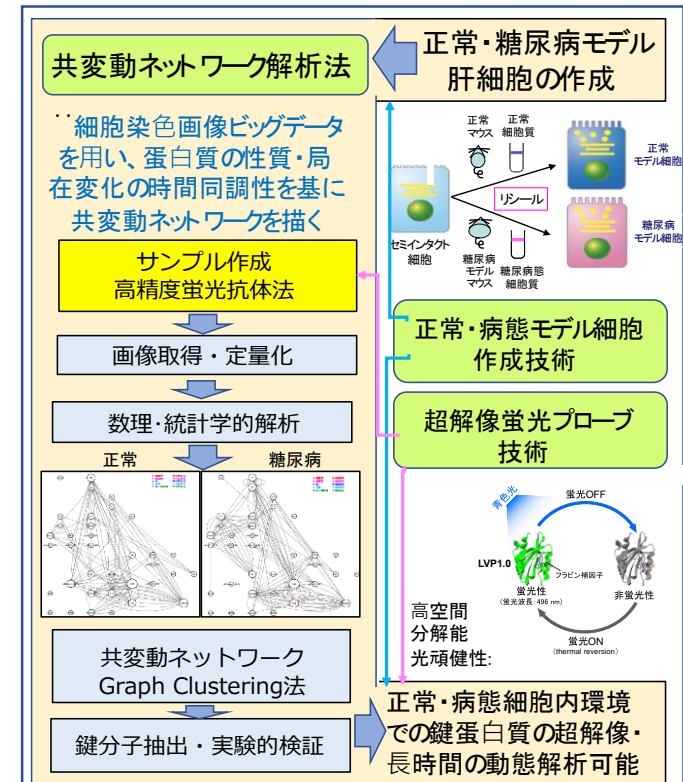 共変動ネットワーク解析法
正常・糖尿病モデル
肝細胞の作成
細胞染色画像ビッグデータ
を用い、蛋白質の性質・局
在変化の時間同調性を基に
共変動ネットワークを描く
サンプル作成
高精度蛍光抗体法
画像取得・定量化
数理・統計学的解析
正常
糖尿病
共変動ネットワーク
Graph Clustering法
鍵分子抽出・実験的検証
正常
マウス
正常
細胞質
正常
モデル細胞
リシール
セミインタクト
細胞
糖尿病
モデル
マウス
糖尿病態
細胞質
糖尿病
モデル細胞
正常・病態モデル細胞
作成技術
超解像蛍光プローブ
技術
青色光
蛍光OFF
LVP1.0
フラビン補因子
蛍光性
(蛍光波長: 496 nm)
非蛍光性
蛍光ON
(thermal reversion)
高空間
分解能
光頑健性:
正常・病態細胞内環境
での鍵蛋白質の超解像・
長時間の動態解析可能